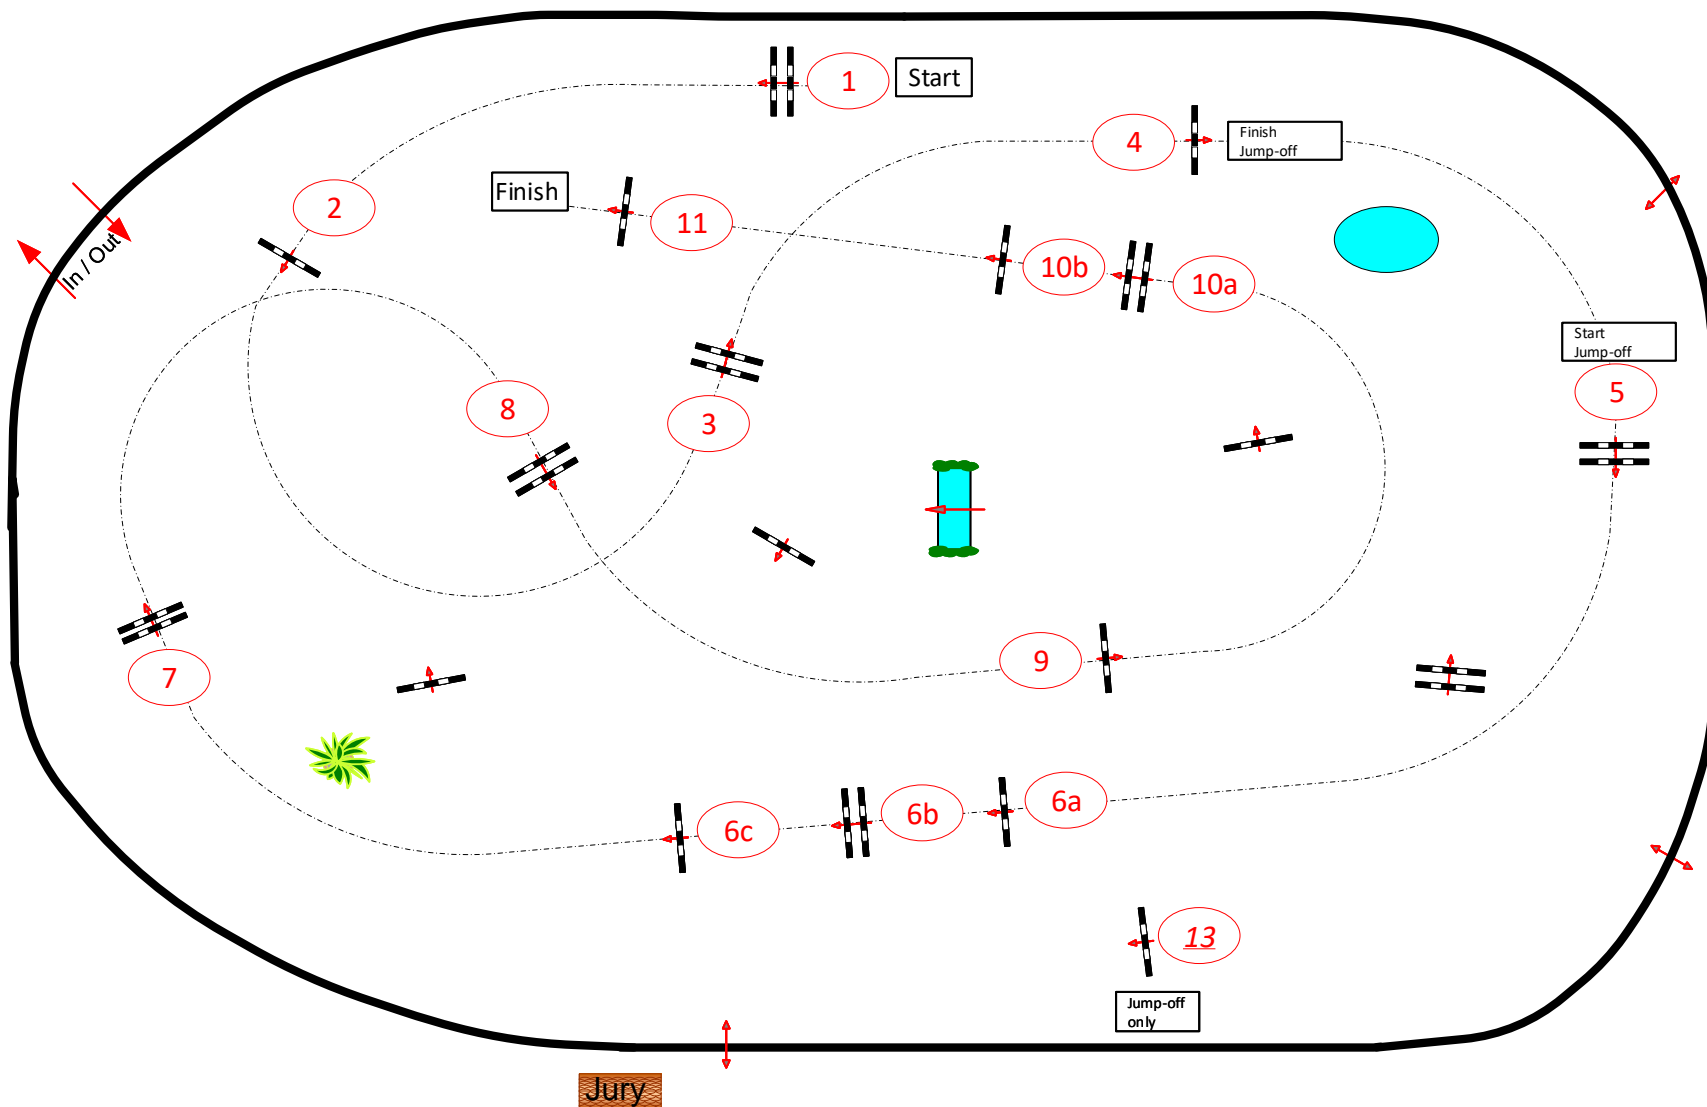 1
Start
4
Finish
Jump-off
2
Finish
11
In / Out
10b
10a
Start
Jump-off
5
8
3
9
7
6a
6b
6c
13
Jump-off
only
Jury